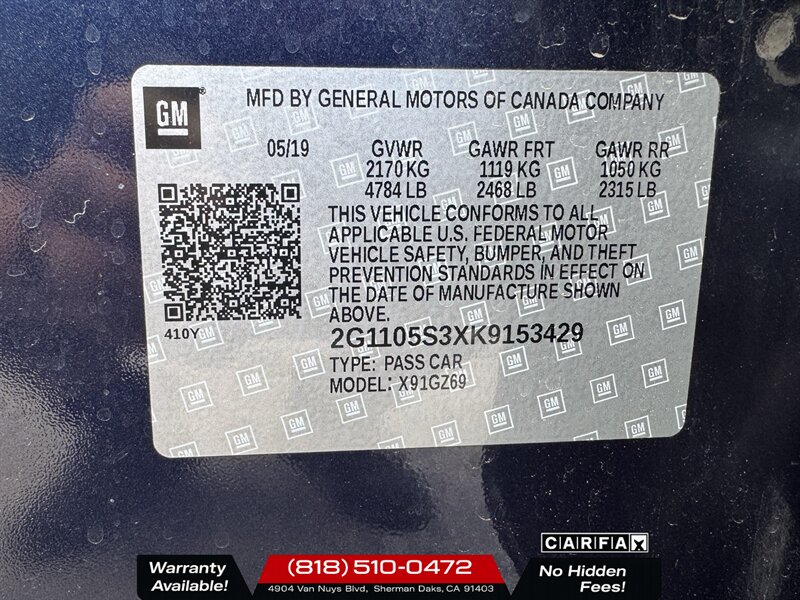 GM®
MFD BY GENERAL MOTORS OF CANADA COMPANY
05/19 GVWR GAWR FRT GAWR RR
2170 KG 1119 KG 1050 KG
4784 LB 2468 LB 2315 LB
THIS VEHICLE CONFORMS TO ALL
APPLICABLE U.S. FEDERAL MOTOR
VEHICLE SAFETY, BUMPER, AND THEFT
PREVENTION STANDARDS IN EFFECT ON
THE DATE OF MANUFACTURE SHOWN
ABOVE.
410Y
2G1105S3XK9153429
TYPE: PASS CAR
MODEL: X91GZ69
Warranty
Available!
(818) 510-0472
4904 Van Nuys Blvd, Sherman Daks, CA 91403
CARFAX
No Hidden
Fees!